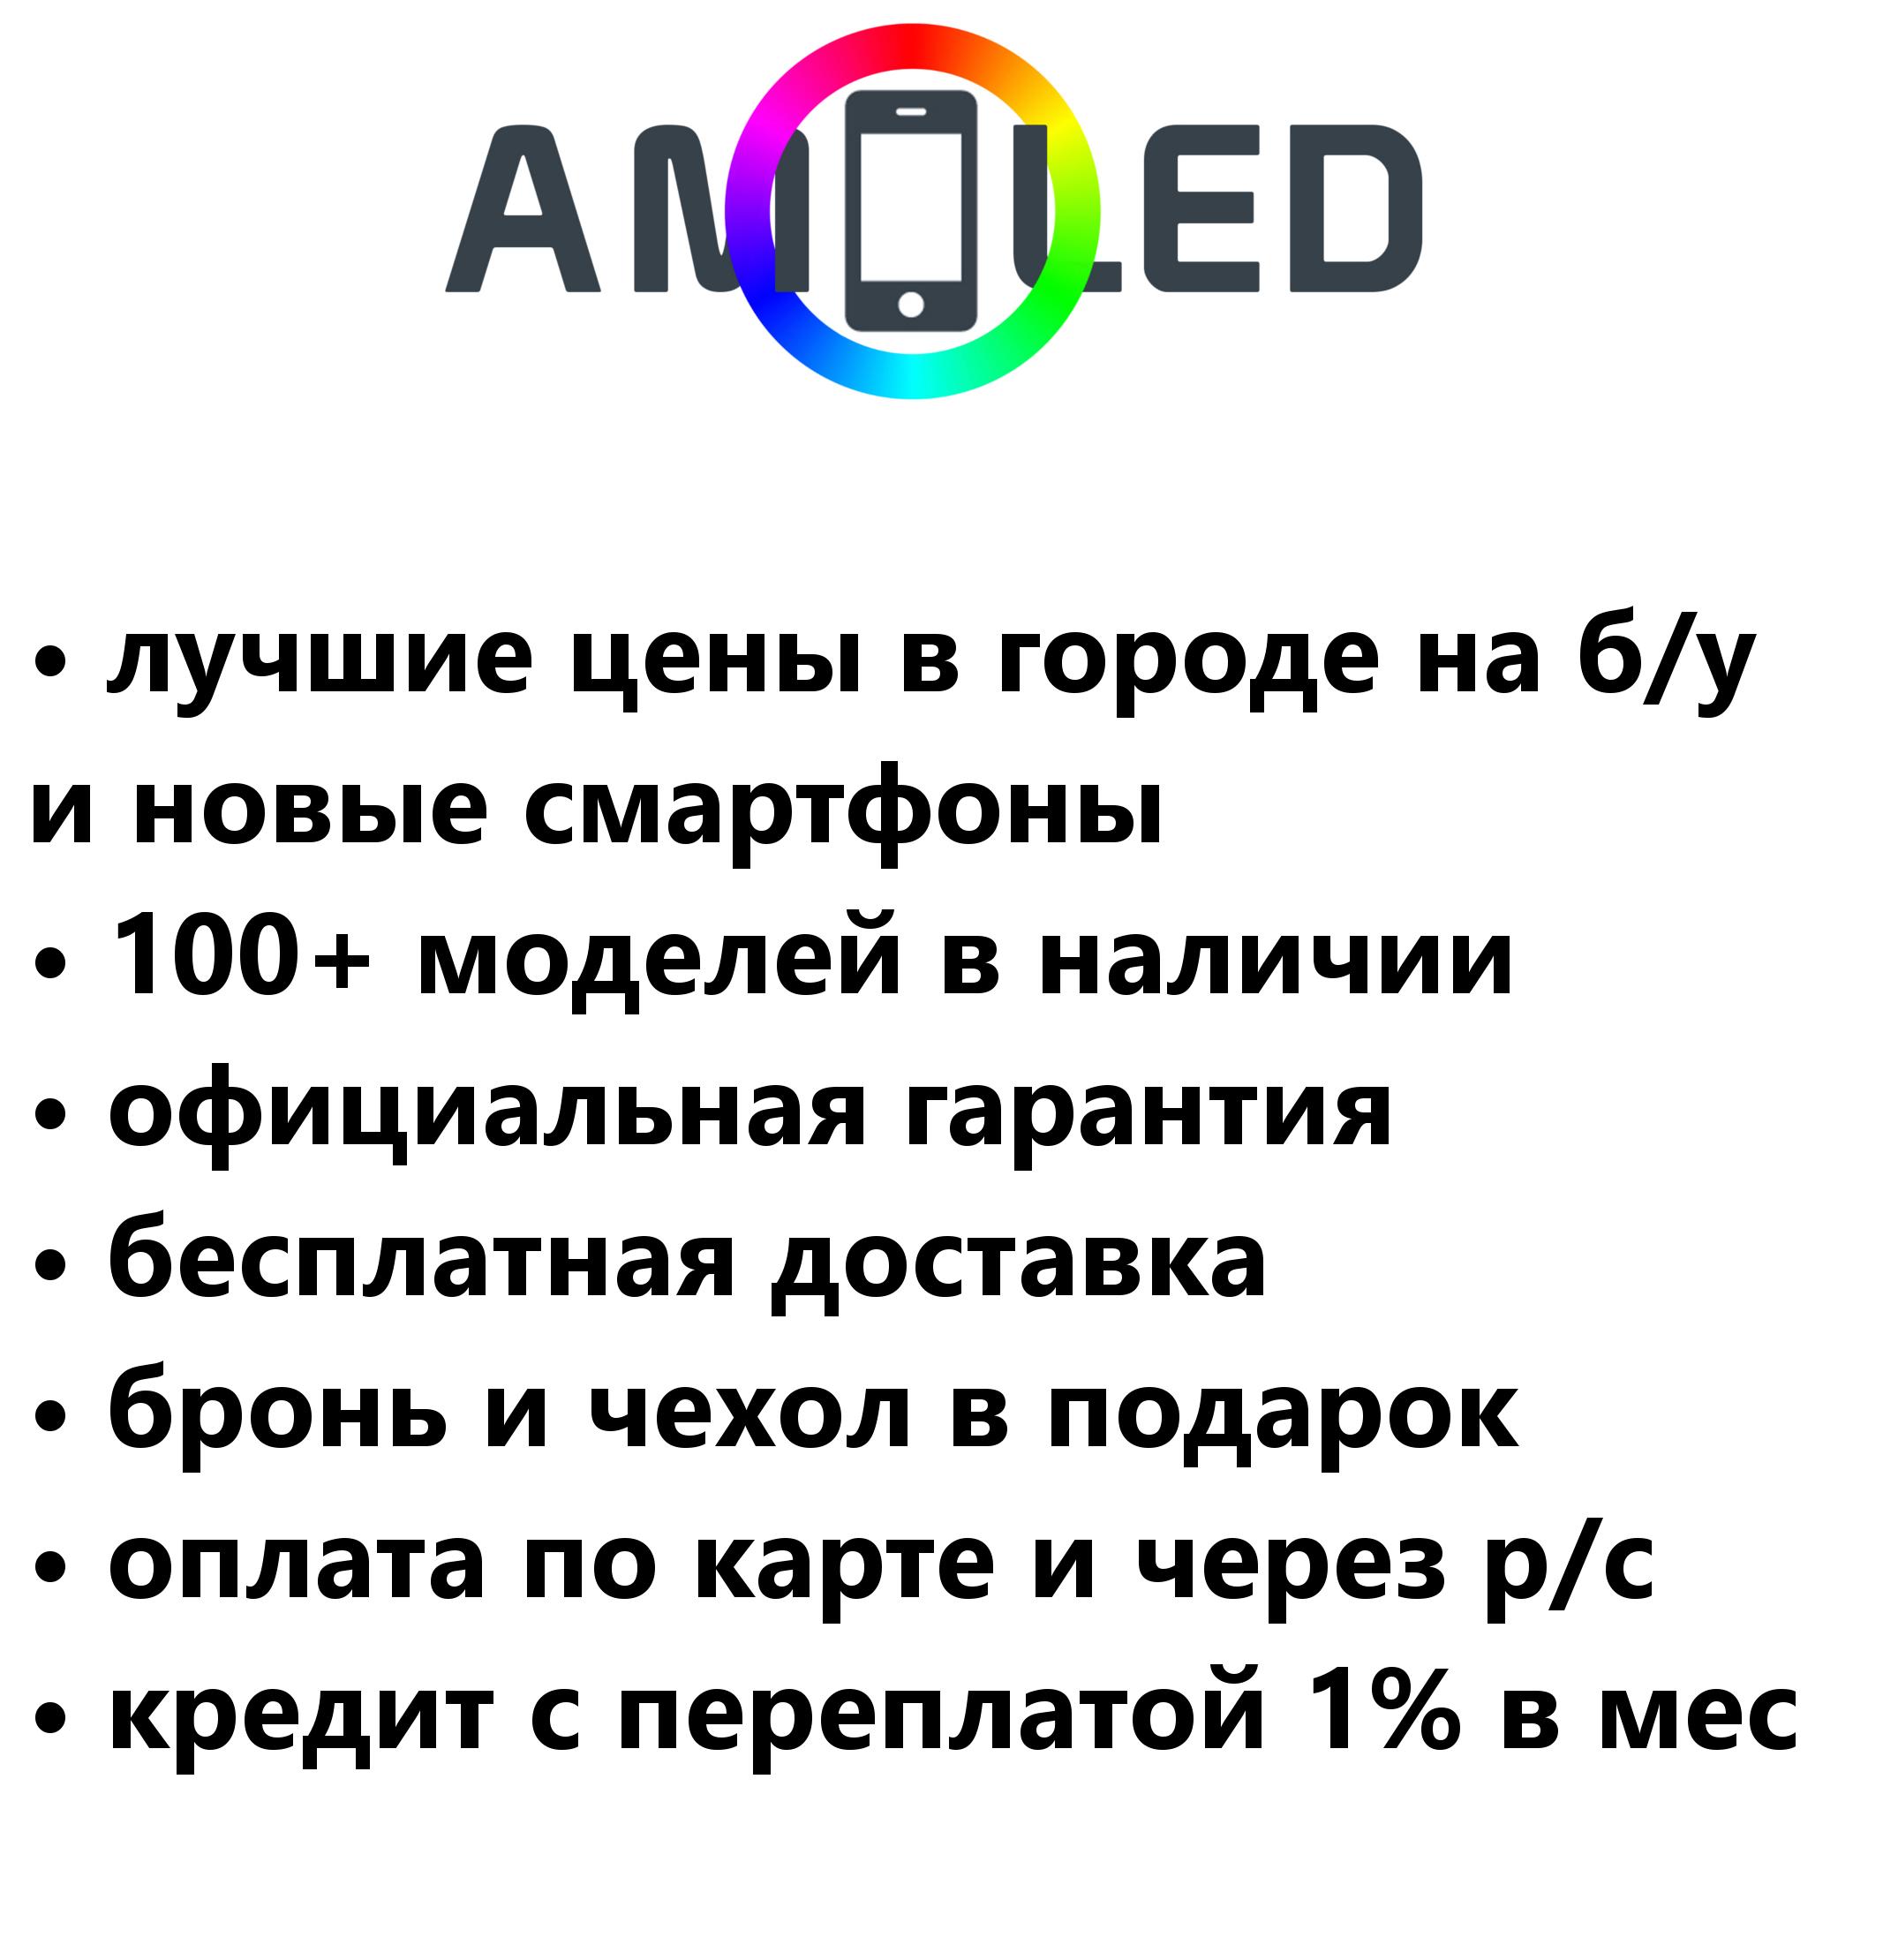 AMOLED
• лучшие цены в городе на б/у
и новые смартфоны
• 100+ моделей в наличии
• официальная гарантия
• бесплатная доставка
• бронь и чехол в подарок
• оплата по карте и через р/с
• кредит с переплатой 1% в мес